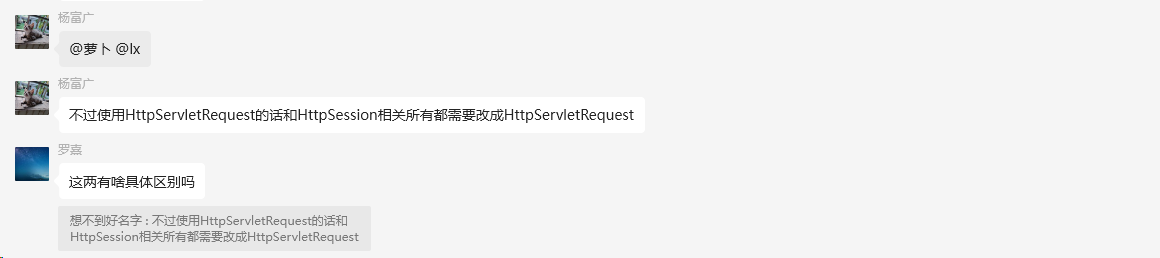 杨富广
@萝卜 @lx
杨富广
不过使用HttpServletRequest的话和HttpSession相关所有都需要改成HttpServletRequest
罗熹
这两有啥具体区别吗
想不到好名字 : 不过使用HttpServletRequest的话和
HttpSession相关所有都需要改成HttpServletRequest